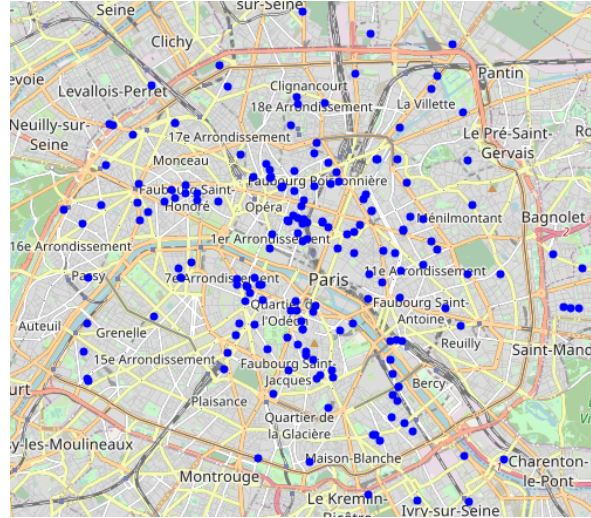 Seine
sur-Seine
Clichy
Pantin
Levallois-Perret
Clignancourt
18e Arrondissement
La Villette
Neuilly-sur-
Seine
17e Arrondissement
Le Pré-Saint-
Gervais
Monceau
Faubourg Poissonnière
Faubourg Saint-
Honoré
Opéra
Ménilmontant
Bagnolet
16e Arrondissement
1er Arrondissement
Passy
7e Arrondissement
Paris
11e Arrondissement
Quartier de
l'Odéon
Faubourg Saint-
Antoine
Auteuil
Grenelle
Reuilly
Saint-Mand
15e Arrondissement
Faubourg Saint-
Jacques
Bercy
Plaisance
Quartier de
la Glacière
sy-les-Moulineaux
Maison-Blanche
Charenton-
le-Pont
Montrouge
Le Kremlin-
Bicêtre
Ivry-sur-Seine